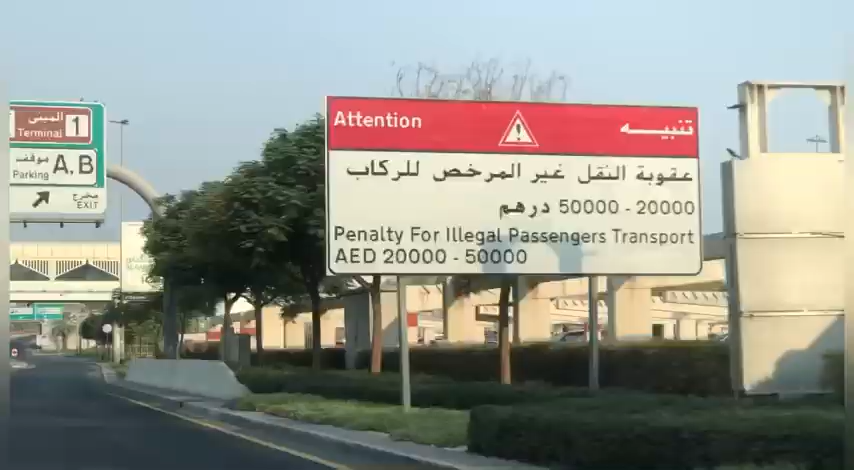 المبنى
Terminal 1
موقف
Parking A, B
مخرج
EXIT
Attention تنبيه
عقوبة النقل غير المرخص للركاب
20000 - 50000 درهم
Penalty For Illegal Passengers Transport
AED 20000 - 50000